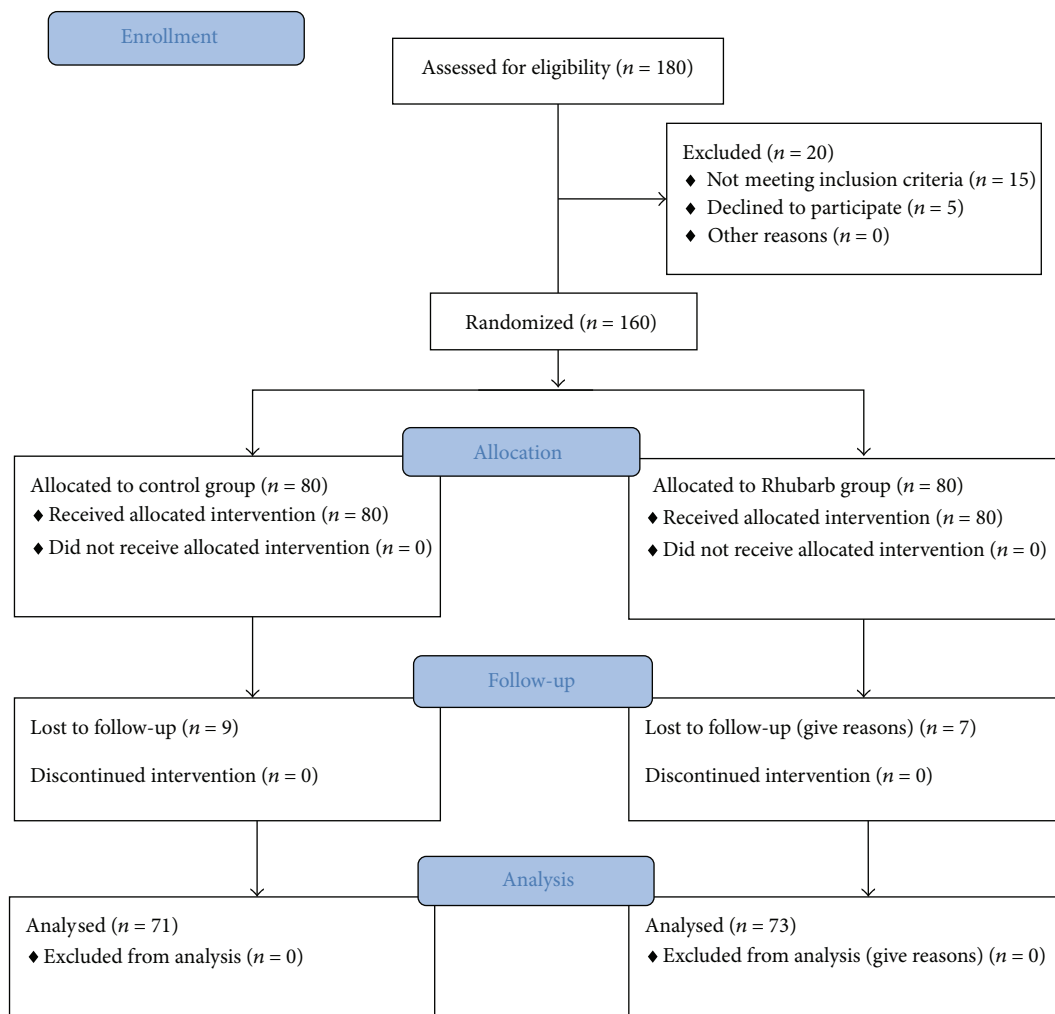 Enrollment
Assessed for eligibility (n = 180)
Excluded (n = 20)
♦ Not meeting inclusion criteria (n = 15)
♦ Declined to participate (n = 5)
♦ Other reasons (n = 0)
Randomized (n = 160)
Allocation
Allocated to control group (n = 80)
♦ Received allocated intervention (n = 80)
♦ Did not receive allocated intervention (n = 0)
Allocated to Rhubarb group (n = 80)
♦ Received allocated intervention (n = 80)
♦ Did not receive allocated intervention (n = 0)
Follow-up
Lost to follow-up (n = 9)
Discontinued intervention (n = 0)
Lost to follow-up (give reasons) (n = 7)
Discontinued intervention (n = 0)
Analysis
Analysed (n = 71)
♦ Excluded from analysis (n = 0)
Analysed (n = 73)
♦ Excluded from analysis (give reasons) (n = 0)